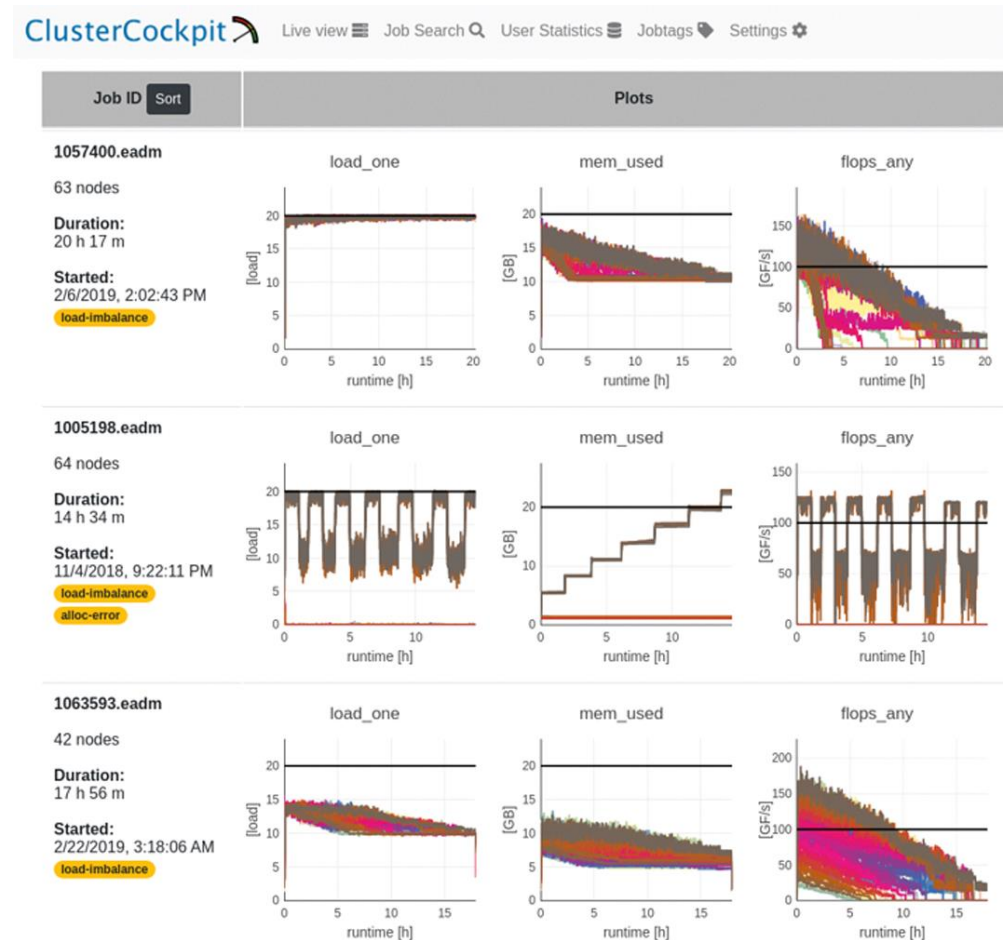 ClusterCockpit Live view Job Search User Statistics Jobtags Settings
Job ID Sort Plots
1057400.eadm
63 nodes
Duration:
20 h 17 m
Started:
2/6/2019, 2:02:43 PM
load-imbalance
load_one
[load]
20
15
10
5
0
0 5 10 15 20
runtime [h]
mem_used
[GB]
20
15
10
5
0
0 5 10 15 20
runtime [h]
flops_any
[GF/s]
150
100
50
0
0 5 10 15 20
runtime [h]
1005198.eadm
64 nodes
Duration:
14 h 34 m
Started:
11/4/2018, 9:22:11 PM
load-imbalance
alloc-error
load_one
[load]
20
15
10
5
0
0 5 10
runtime [h]
mem_used
[GB]
20
10
0
0 5 10
runtime [h]
flops_any
[GF/s]
150
100
50
0
0 5 10
runtime [h]
1063593.eadm
42 nodes
Duration:
17 h 56 m
Started:
2/22/2019, 3:18:06 AM
load-imbalance
load_one
[load]
20
15
10
5
0
0 5 10 15
runtime [h]
mem_used
[GB]
20
15
10
5
0
0 5 10 15
runtime [h]
flops_any
[GF/s]
200
150
100
50
0
0 5 10 15
runtime [h]